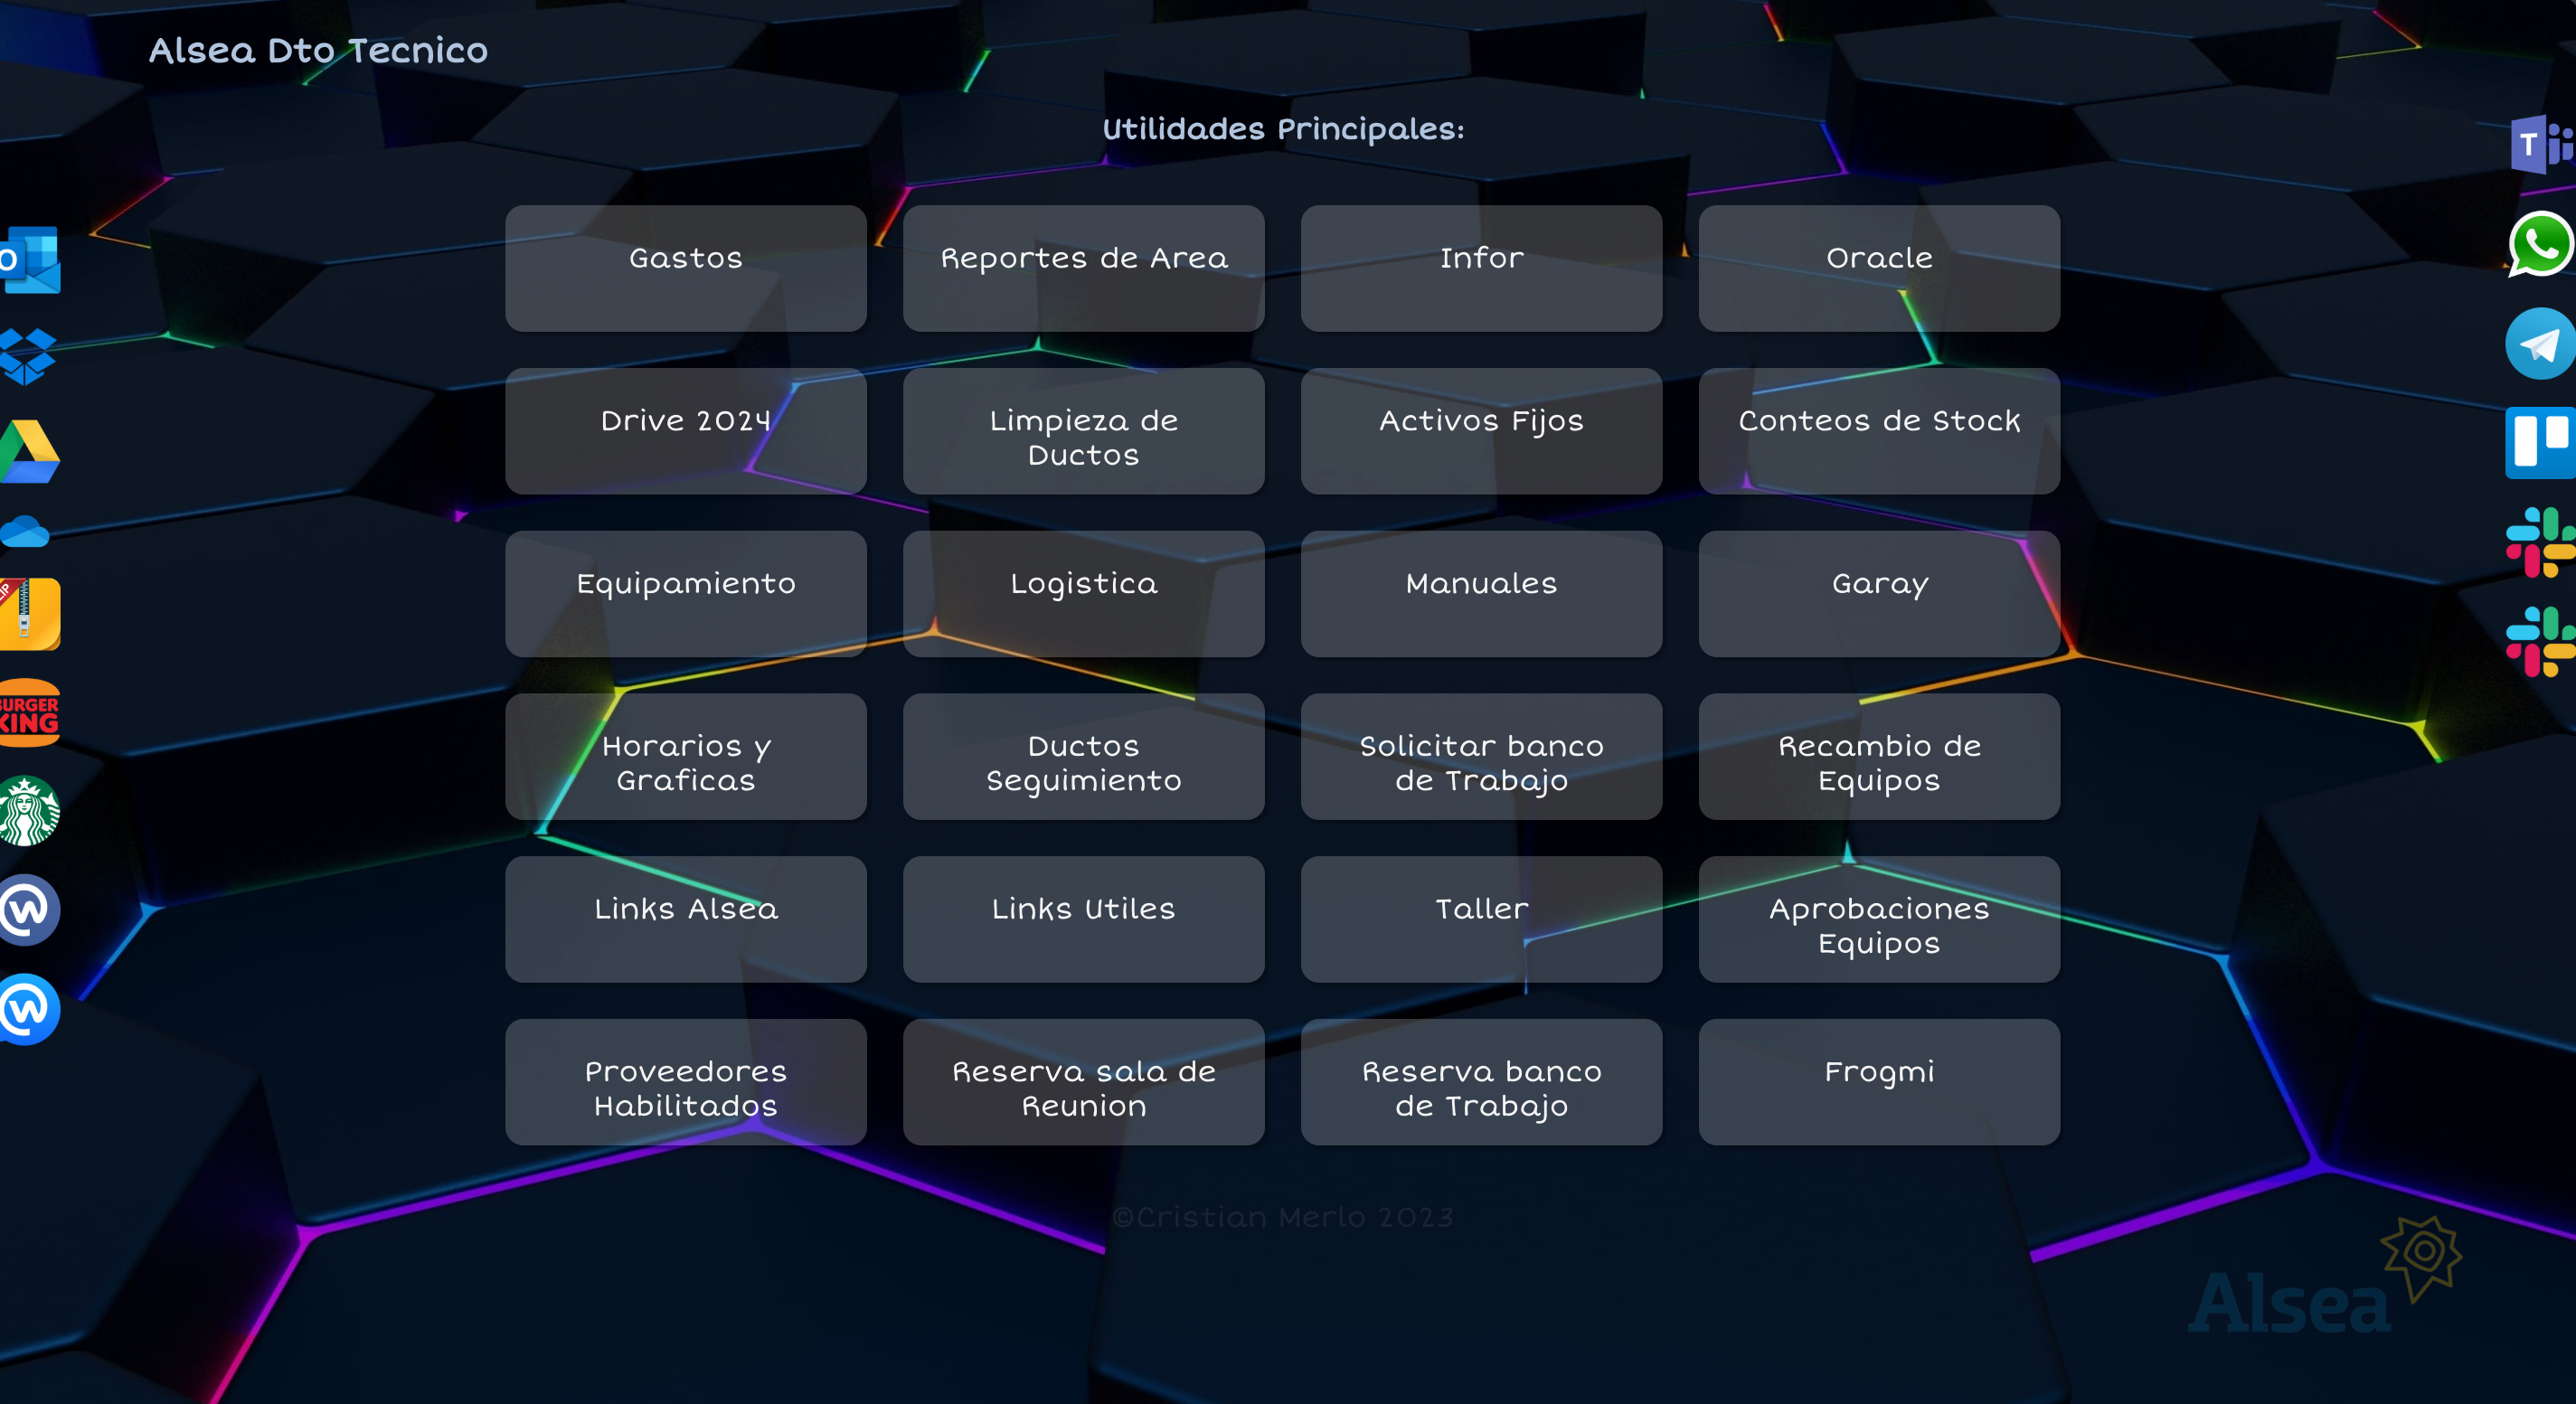 Alsea Dto Tecnico
Utilidades Principales:
Gastos
Reportes de Area
Infor
Oracle
Drive 2024
Limpieza de
Ductos
Activos Fijos
Conteos de Stock
Equipamiento
Logistica
Manuales
Garay
Horarios y
Graficas
Ductos
Seguimiento
Solicitar banco
de Trabajo
Recambio de
Equipos
Links Alsea
Links Utiles
Taller
Aprobaciones
Equipos
Proveedores
Habilitados
Reserva sala de
Reunion
Reserva banco
de Trabajo
Frogmi
©Cristian Merlo 2023
Alsea
BURGER
KING
T